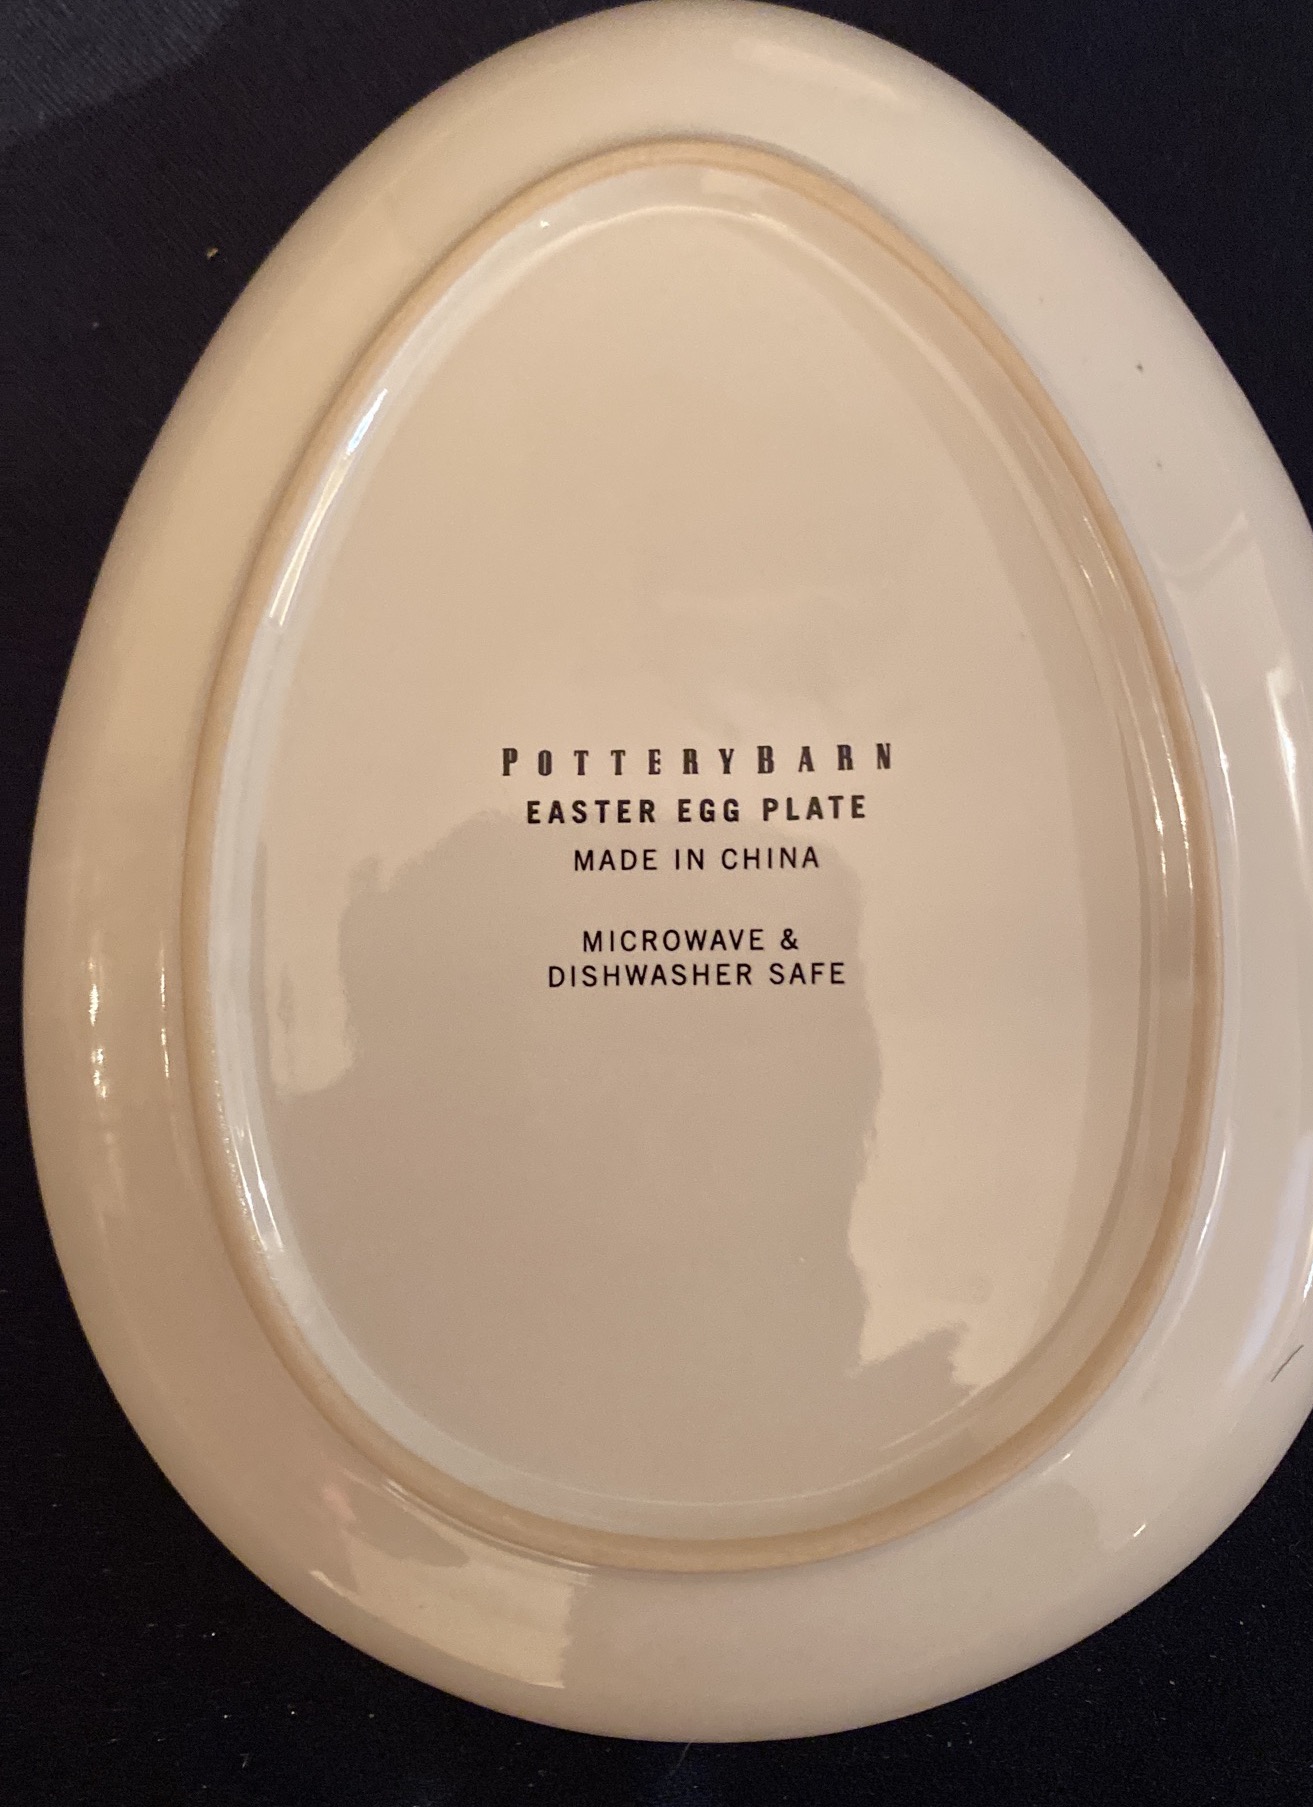 POTTERYBARN
EASTER EGG PLATE
MADE IN CHINA
MICROWAVE &
DISHWASHER SAFE